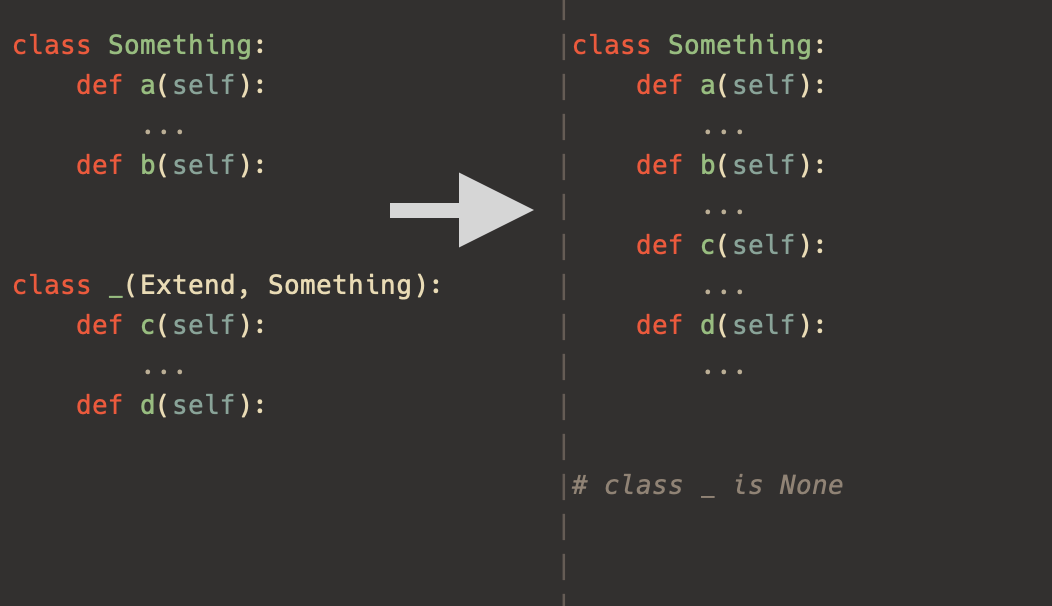 class Something:
    def a(self):
        ...
    def b(self):
class _(Extend, Something):
    def c(self):
        ...
    def d(self):
class Something:
    def a(self):
        ...
    def b(self):
        ...
    def c(self):
        ...
    def d(self):
        ...
# class _ is None